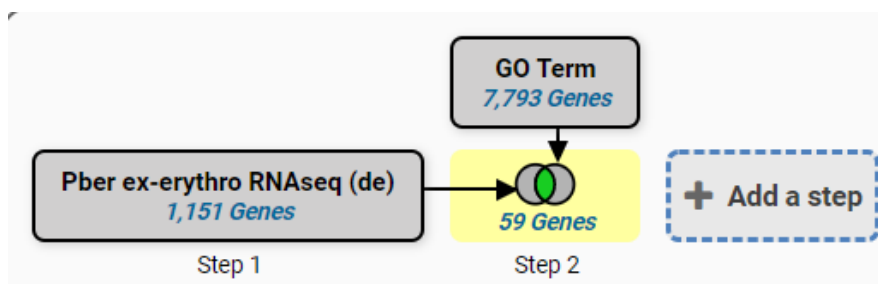 GO Term
7,793 Genes
Pber ex-erythro RNAseq (de)
1,151 Genes
59 Genes
Add a step
Step 1
Step 2